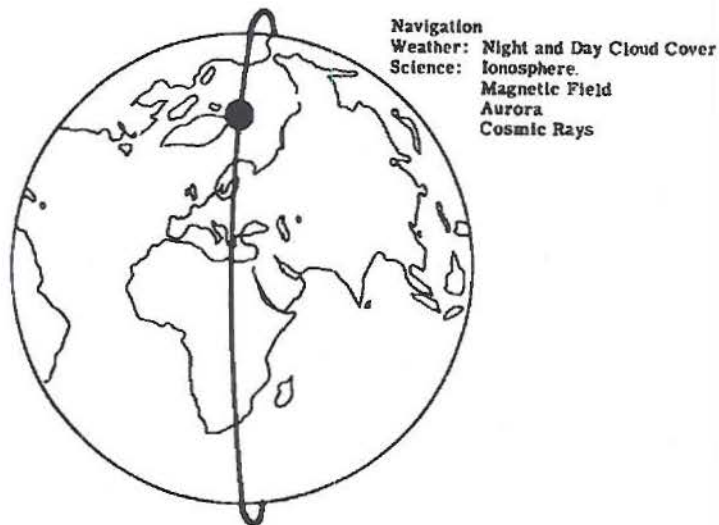 Navigation
Weather: Night and Day Cloud Cover
Science: Ionosphere.
Magnetic Field
Aurora
Cosmic Rays